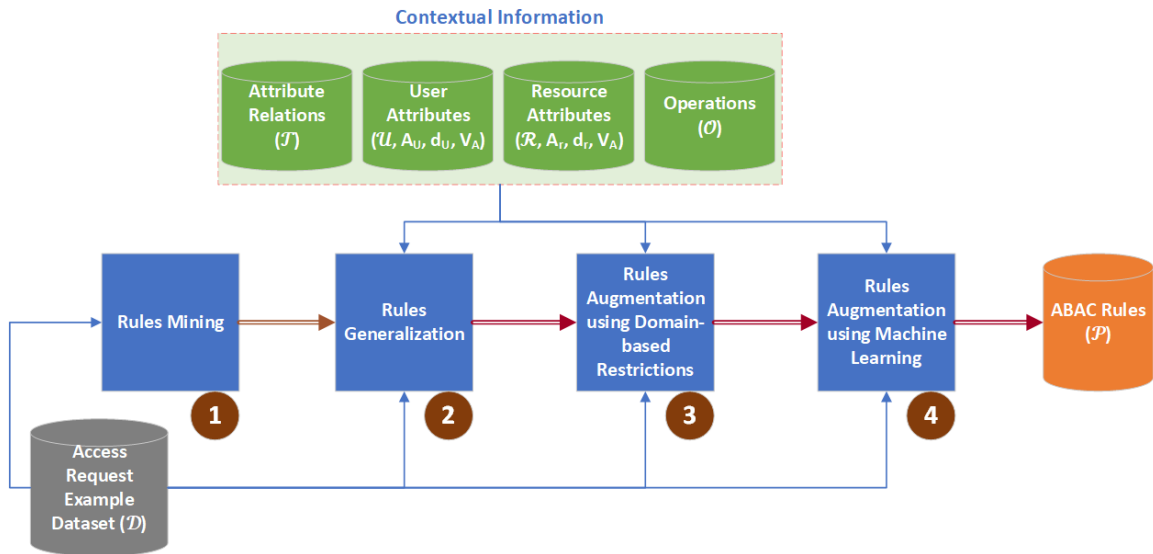 Contextual Information
Attribute
Relations
(𝒯)
User
Attributes
(𝒰, A_U, d_U, V_A)
Resource
Attributes
(ℛ, A_r, d_r, V_A)
Operations
(𝒪)
Rules Mining
1
Rules
Generalization
2
Rules
Augmentation
using Domain-
based
Restrictions
3
Rules
Augmentation
using Machine
Learning
4
ABAC Rules
(𝒫)
Access
Request
Example
Dataset (𝒟)